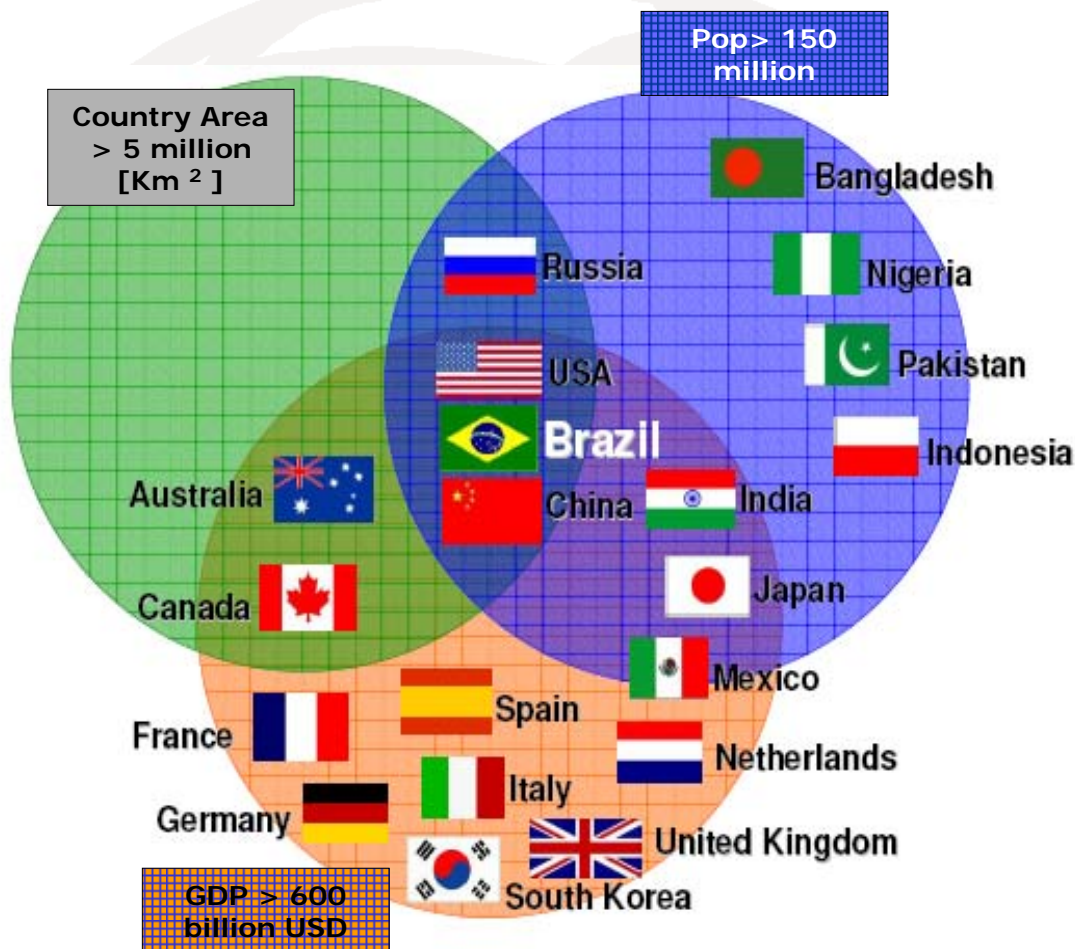 Pop> 150
million
Country Area
> 5 million
[Km ² ]
Bangladesh
Russia
Nigeria
USA
Pakistan
Brazil
Indonesia
Australia
China
India
Canada
Japan
Mexico
Spain
France
Netherlands
Italy
Germany
United Kingdom
South Korea
GDP > 600
billion USD